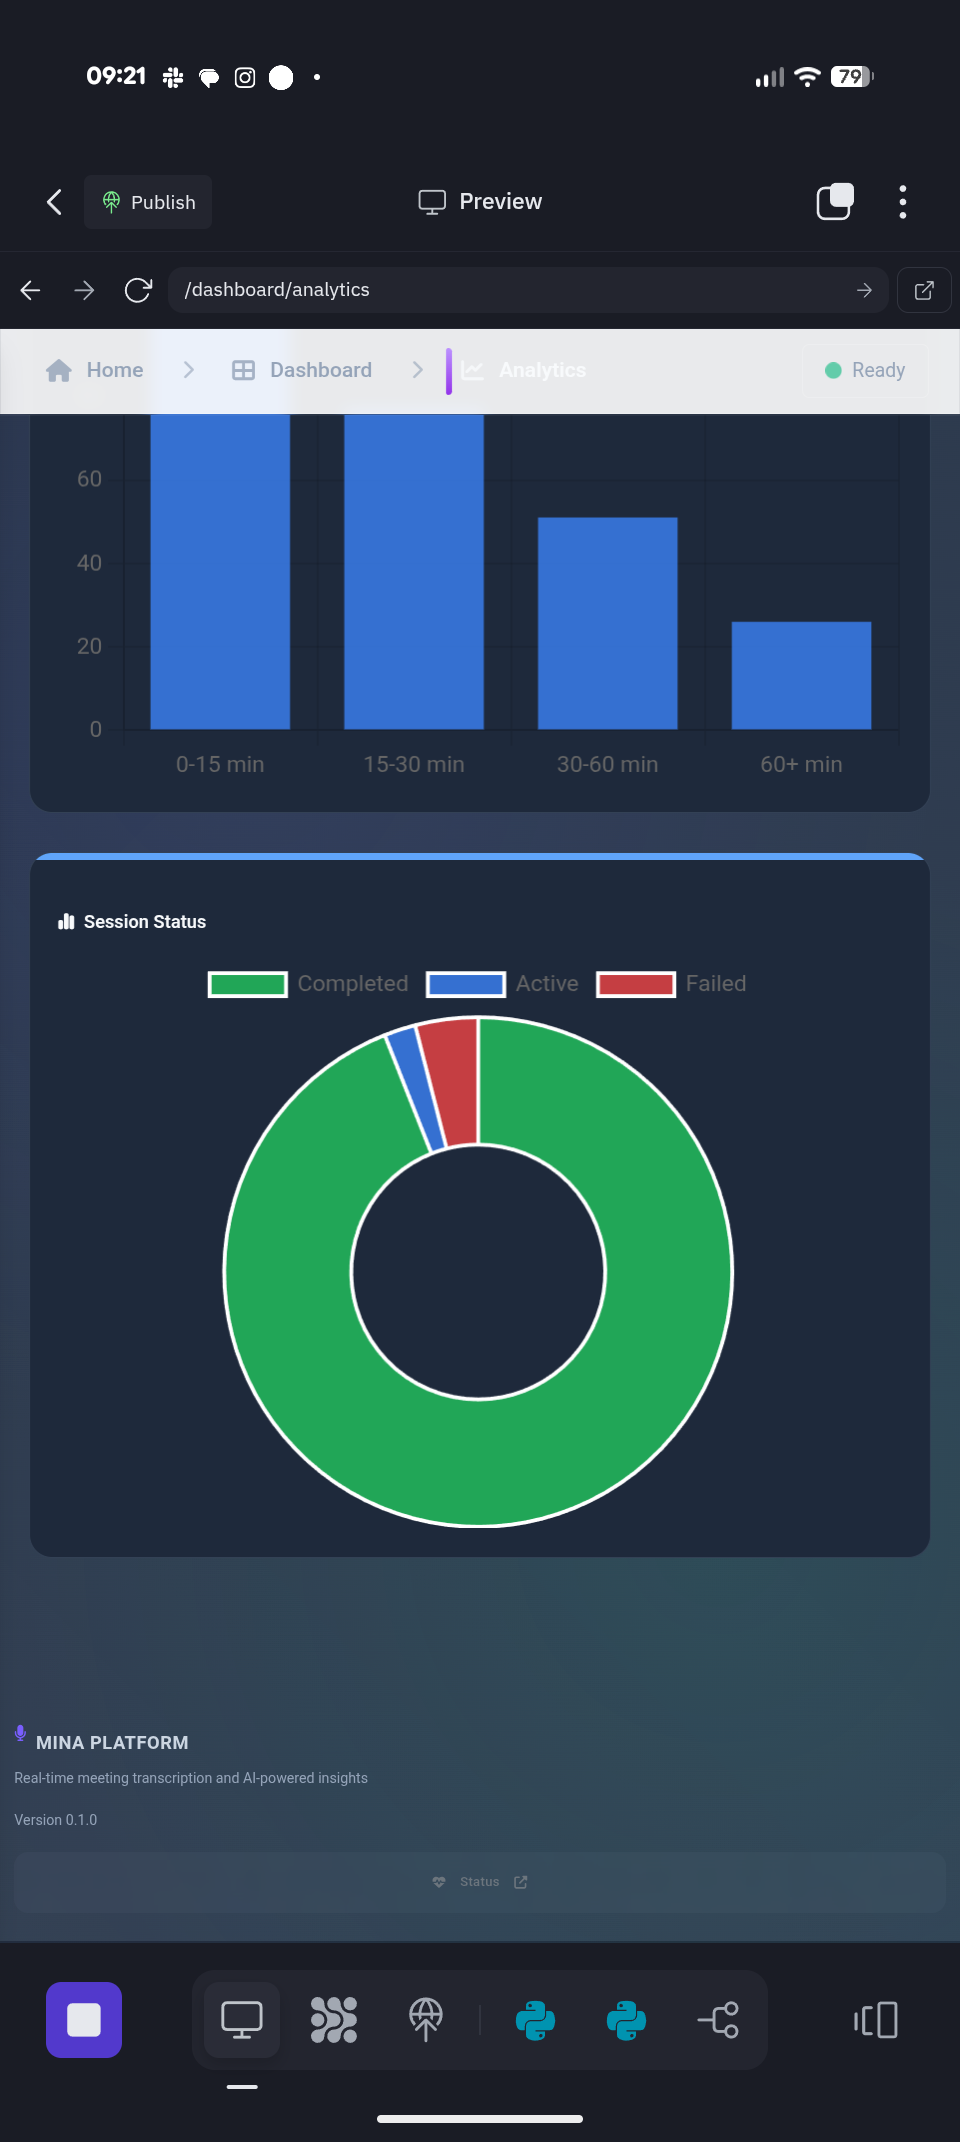 09:21
79
Publish
Preview
/dashboard/analytics
Home
Dashboard
Analytics
Ready
60
40
20
0
0-15 min
15-30 min
30-60 min
60+ min
Session Status
Completed
Active
Failed
MINA PLATFORM
Real-time meeting transcription and AI-powered insights
Version 0.1.0
Status